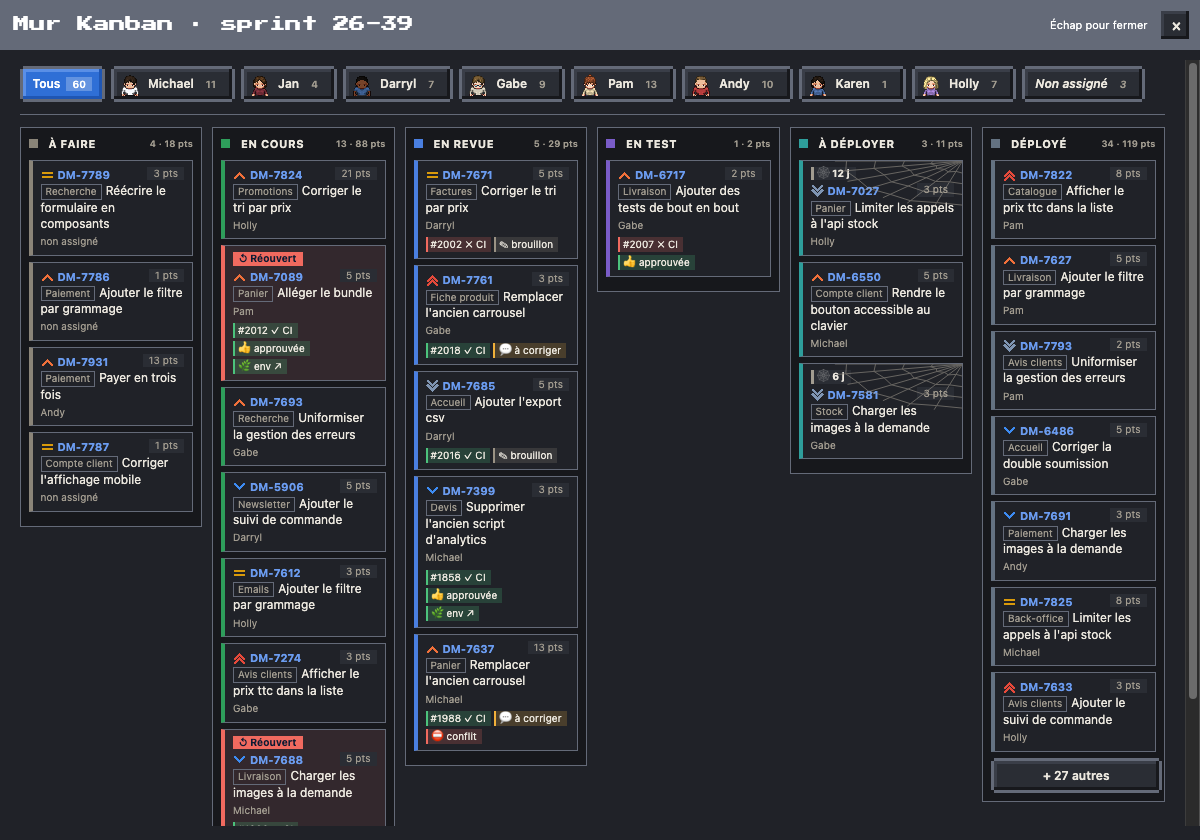 Mur Kanban · sprint 26-39
Échap pour fermer ×
Tous 60
Michael 11
Jan 4
Darryl 7
Gabe 9
Pam 13
Andy 10
Karen 1
Holly 7
Non assigné 3
À FAIRE 4 · 18 pts
DM-7789 3 pts
Recherche Réécrire le
formulaire en
composants
non assigné
DM-7786 1 pts
Paiement Ajouter le filtre
par grammage
non assigné
DM-7931 13 pts
Paiement Payer en trois
fois
Andy
DM-7787 1 pts
Compte client Corriger
l'affichage mobile
non assigné
EN COURS 13 · 88 pts
DM-7824 21 pts
Promotions Corriger le
tri par prix
Holly
↺ Réouvert
DM-7089 5 pts
Panier Alléger le bundle
Pam
#2012 ✓ CI
👍 approuvée
🌿 env ↗
DM-7693
Recherche Uniformiser
la gestion des erreurs
Gabe
DM-5906 5 pts
Newsletter Ajouter le
suivi de commande
Darryl
DM-7612 3 pts
Emails Ajouter le filtre
par grammage
Holly
DM-7274 3 pts
Avis clients Afficher le
prix ttc dans la liste
Gabe
↺ Réouvert
DM-7688 5 pts
Livraison Charger les
images à la demande
Michael
EN REVUE 5 · 29 pts
DM-7671 5 pts
Factures Corriger le tri
par prix
Darryl
#2002 ✕ CI ✎ brouillon
DM-7761 3 pts
Fiche produit Remplacer
l'ancien carrousel
Gabe
#2018 ✓ CI 💬 à corriger
DM-7685 5 pts
Accueil Ajouter l'export
csv
Darryl
#2016 ✓ CI ✎ brouillon
DM-7399 3 pts
Devis Supprimer
l'ancien script
d'analytics
Michael
#1858 ✓ CI
👍 approuvée
🌿 env ↗
DM-7637 13 pts
Panier Remplacer
l'ancien carrousel
Michael
#1988 ✓ CI 💬 à corriger
⛔ conflit
EN TEST 1 · 2 pts
DM-6717 2 pts
Livraison Ajouter des
tests de bout en bout
Gabe
#2007 ✕ CI
👍 approuvée
À DÉPLOYER 3 · 11 pts
🕸 12 j
DM-7027 3 pts
Panier Limiter les appels
à l'api stock
Holly
DM-6550 5 pts
Compte client Rendre le
bouton accessible au
clavier
Michael
🕸 6 j
DM-7581 3 pts
Stock Charger les
images à la demande
Gabe
DÉPLOYÉ 34 · 119 pts
DM-7822 8 pts
Catalogue Afficher le
prix ttc dans la liste
Pam
DM-7627 5 pts
Livraison Ajouter le filtre
par grammage
Pam
DM-7793 2 pts
Avis clients Uniformiser
la gestion des erreurs
Pam
DM-6486 5 pts
Accueil Corriger la
double soumission
Gabe
DM-7691 3 pts
Paiement Charger les
images à la demande
Andy
DM-7825 8 pts
Back-office Limiter les
appels à l'api stock
Michael
DM-7633 3 pts
Avis clients Ajouter le
suivi de commande
Holly
+ 27 autres